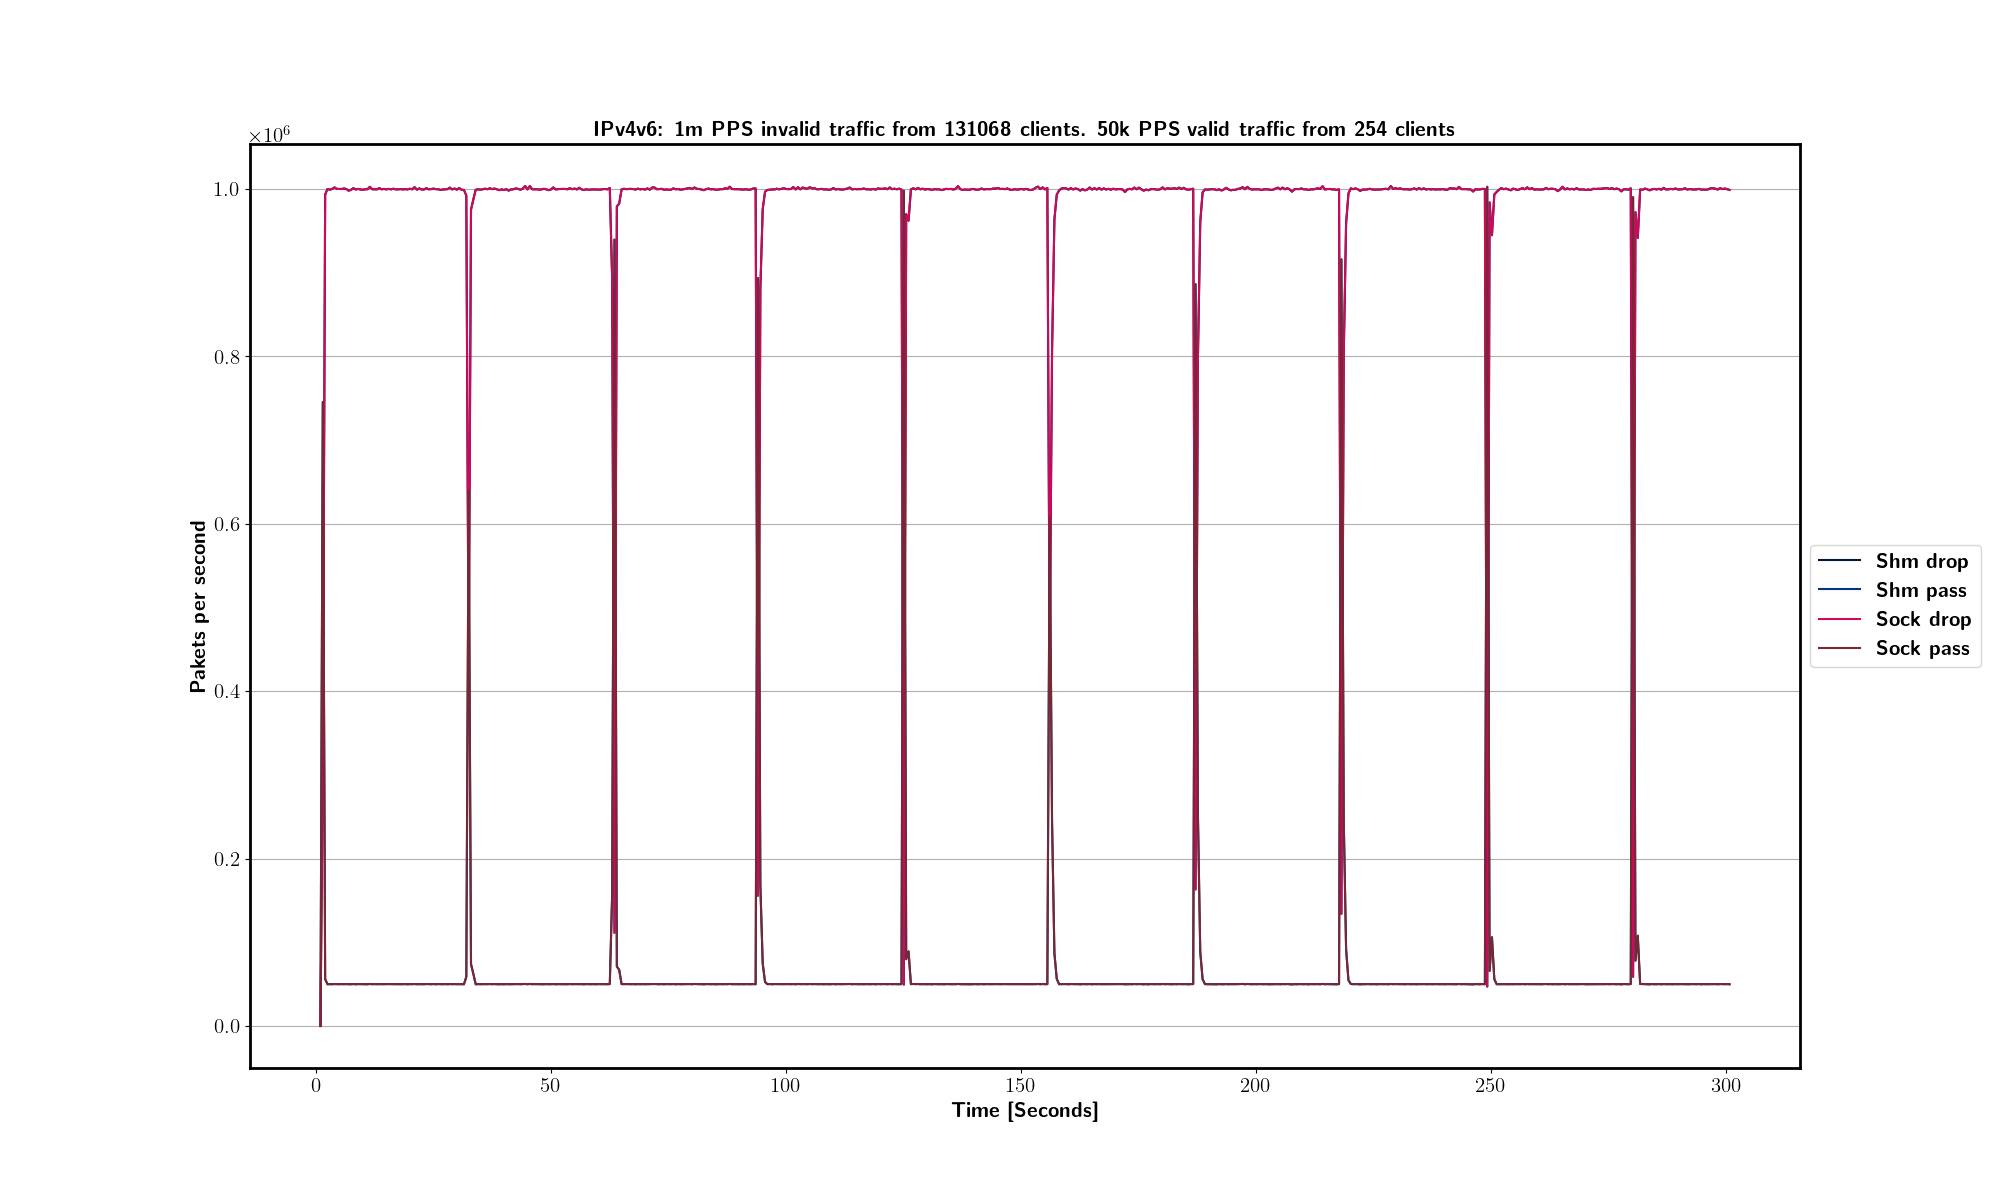 IPv4v6: 1m PPS invalid traffic from 131068 clients. 50k PPS valid traffic from 254 clients
×10⁶
1.0
0.8
0.6
0.4
0.2
0.0
Pakets per second
0 50 100 150 200 250 300
Time [Seconds]
Shm drop
Shm pass
Sock drop
Sock pass